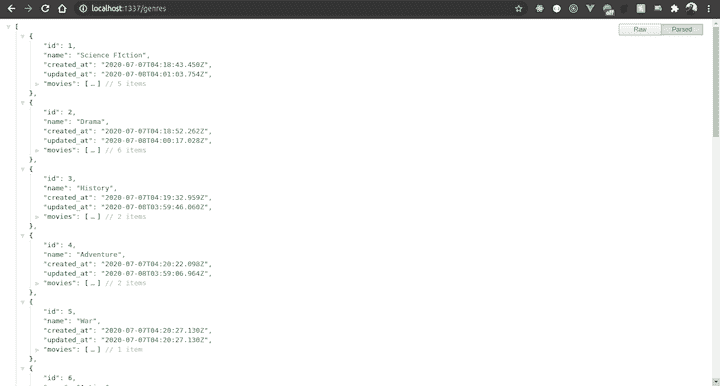 localhost:1337/genres
Raw Parsed
[
{
"id": 1,
"name": "Science FIction",
"created_at": "2020-07-07T04:18:43.450Z",
"updated_at": "2020-07-08T04:01:03.754Z",
"movies": [ … ] // 5 items
},
{
"id": 2,
"name": "Drama",
"created_at": "2020-07-07T04:18:52.262Z",
"updated_at": "2020-07-08T04:00:17.028Z",
"movies": [ … ] // 6 items
},
{
"id": 3,
"name": "History",
"created_at": "2020-07-07T04:19:32.959Z",
"updated_at": "2020-07-08T03:59:46.060Z",
"movies": [ … ] // 2 items
},
{
"id": 4,
"name": "Adventure",
"created_at": "2020-07-07T04:20:22.098Z",
"updated_at": "2020-07-08T03:59:06.964Z",
"movies": [ … ] // 2 items
},
{
"id": 5,
"name": "War",
"created_at": "2020-07-07T04:20:27.130Z",
"updated_at": "2020-07-07T04:20:27.130Z",
"movies": [ … ] // 1 item
},
{
"id": 6,